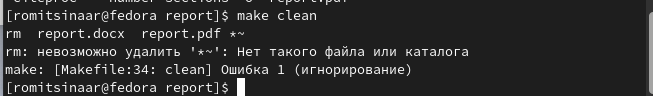 [romitsinaar@fedora report]$ make clean
rm  report.docx  report.pdf *~
rm: невозможно удалить '*~': Нет такого файла или каталога
make: [Makefile:34: clean] Ошибка 1 (игнорирование)
[romitsinaar@fedora report]$